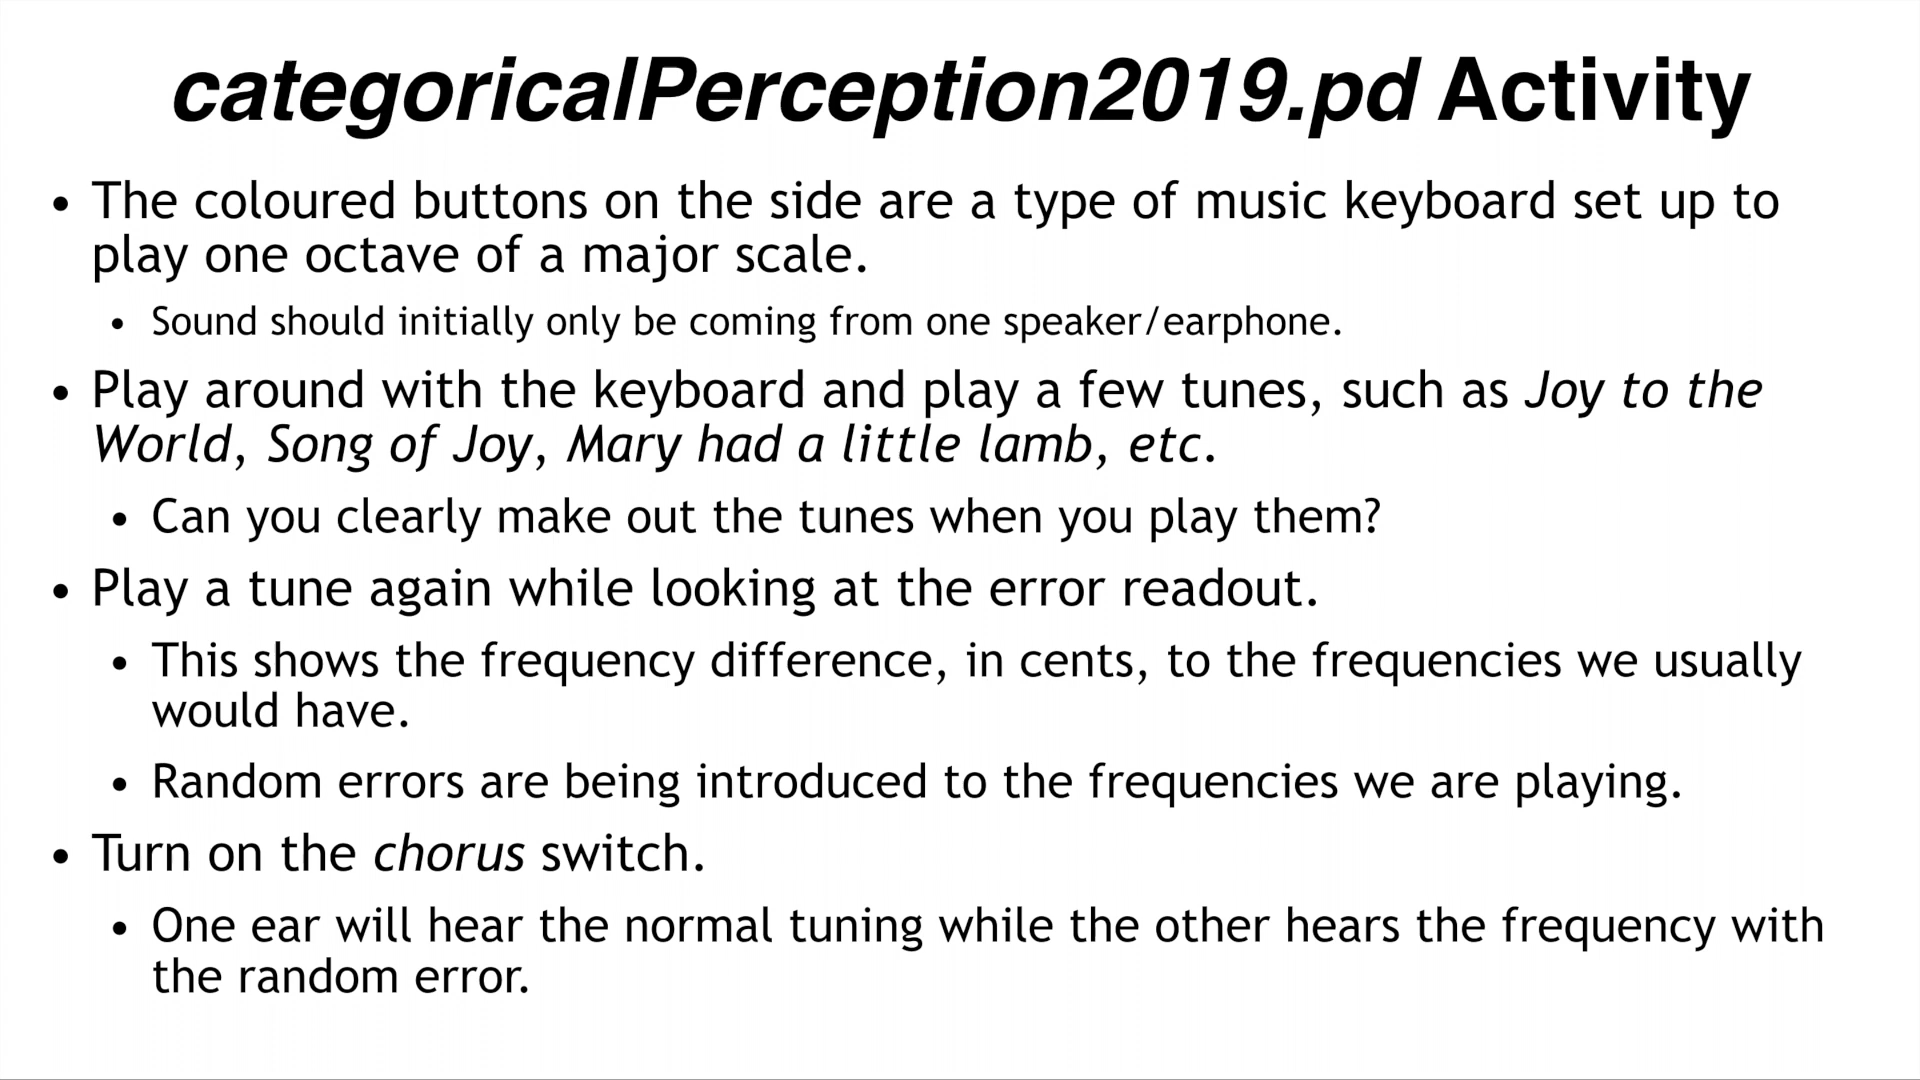 categoricalPerception2019.pd Activity
• The coloured buttons on the side are a type of music keyboard set up to
play one octave of a major scale.
• Sound should initially only be coming from one speaker/earphone.
• Play around with the keyboard and play a few tunes, such as Joy to the
World, Song of Joy, Mary had a little lamb, etc.
• Can you clearly make out the tunes when you play them?
• Play a tune again while looking at the error readout.
• This shows the frequency difference, in cents, to the frequencies we usually
would have.
• Random errors are being introduced to the frequencies we are playing.
• Turn on the chorus switch.
• One ear will hear the normal tuning while the other hears the frequency with
the random error.